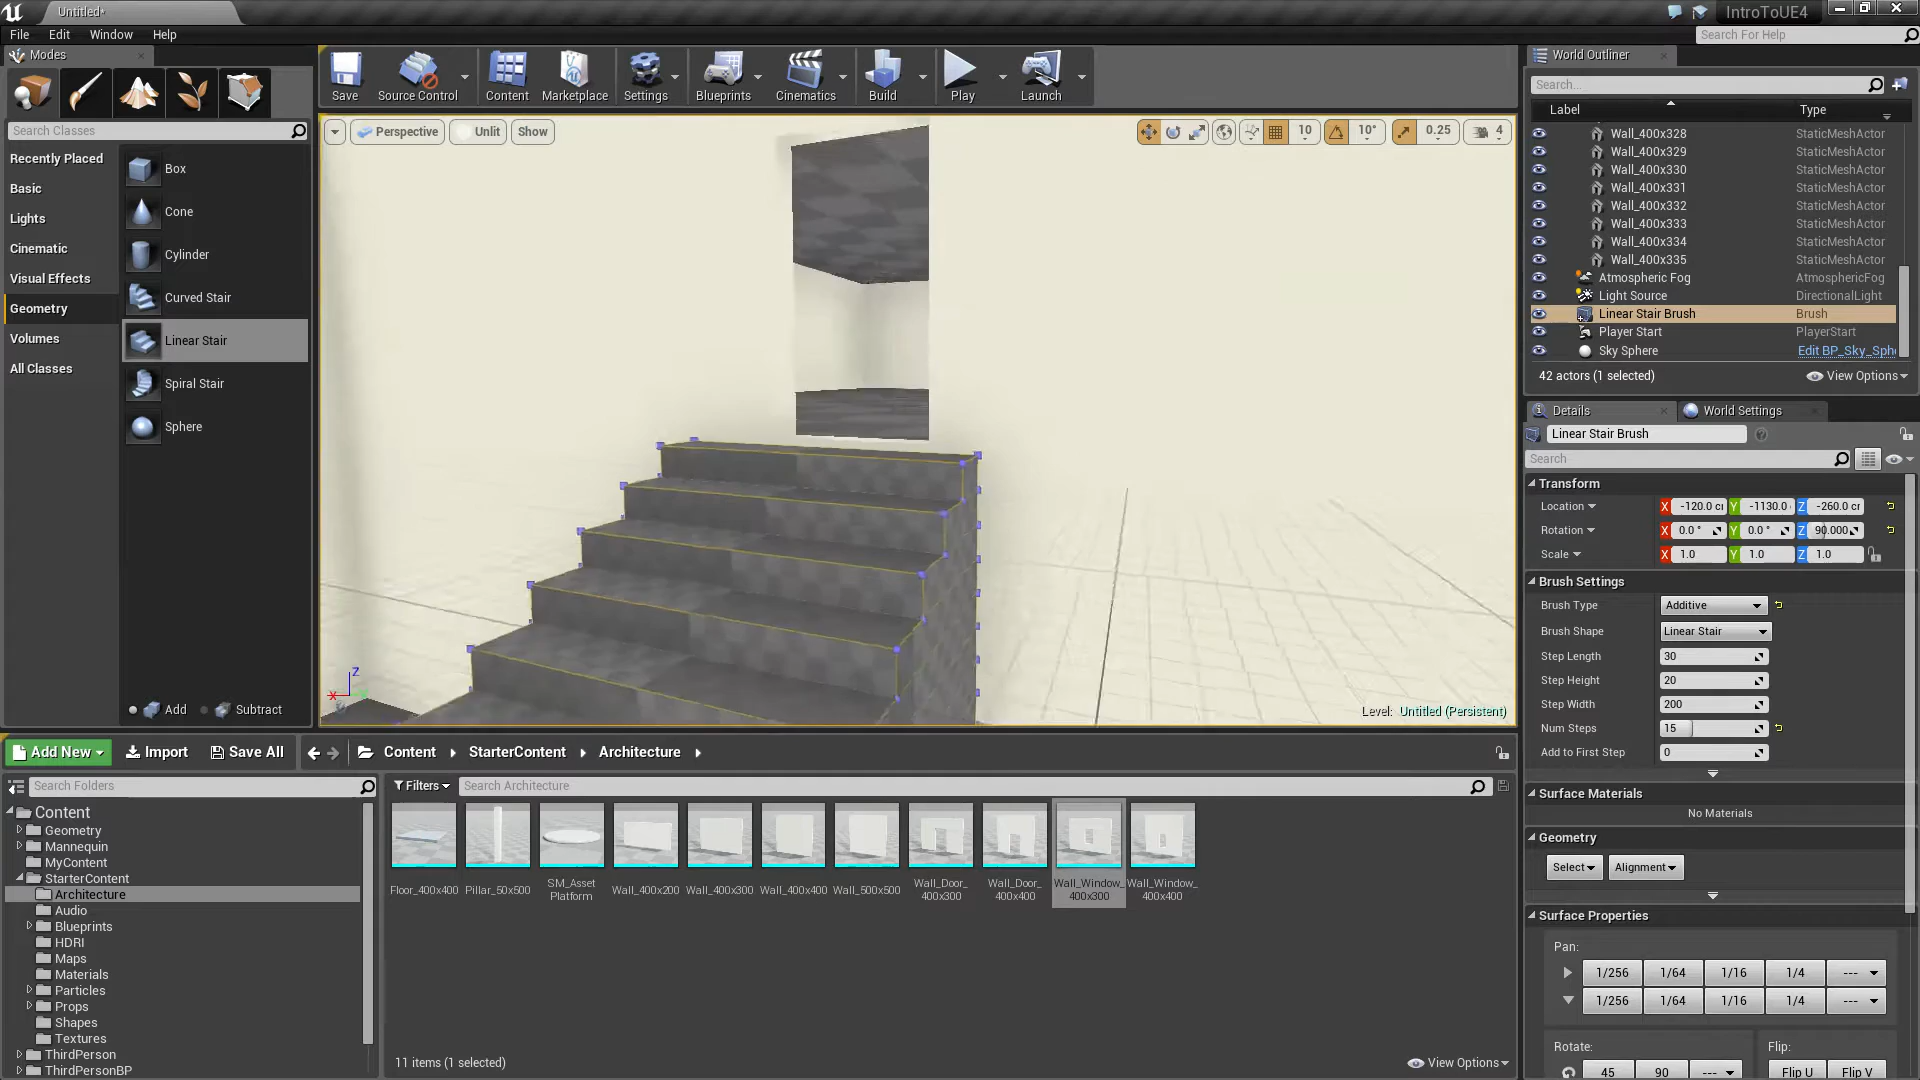 Untitled*
IntroToUE4
File Edit Window Help
Search For Help
Modes
Save
Source Control
Content
Marketplace
Settings
Blueprints
Cinematics
Build
Play
Launch
Search Classes
Recently Placed
Basic
Lights
Cinematic
Visual Effects
Geometry
Volumes
All Classes
Box
Cone
Cylinder
Curved Stair
Linear Stair
Spiral Stair
Sphere
Add Subtract
Perspective Unlit Show
10 10° 0.25 4
Z
X
Level: Untitled (Persistent)
World Outliner
Search...
Label Type
Wall_400x328 StaticMeshActor
Wall_400x329 StaticMeshActor
Wall_400x330 StaticMeshActor
Wall_400x331 StaticMeshActor
Wall_400x332 StaticMeshActor
Wall_400x333 StaticMeshActor
Wall_400x334 StaticMeshActor
Wall_400x335 StaticMeshActor
Atmospheric Fog AtmosphericFog
Light Source DirectionalLight
Linear Stair Brush Brush
Player Start PlayerStart
Sky Sphere Edit BP_Sky_Sph
42 actors (1 selected) View Options
Details World Settings
Linear Stair Brush
Search
Transform
Location X -120.0 cr Y -1130.0 Z -260.0 cr
Rotation X 0.0 ° Y 0.0 ° Z 90.000
Scale X 1.0 Y 1.0 Z 1.0
Brush Settings
Brush Type Additive
Brush Shape Linear Stair
Step Length 30
Step Height 20
Step Width 200
Num Steps 15
Add to First Step 0
Surface Materials
No Materials
Geometry
Select Alignment
Surface Properties
Pan:
1/256 1/64 1/16 1/4 ---
1/256 1/64 1/16 1/4 ---
Rotate: Flip:
45 90 --- Flip U Flip V
Add New Import Save All Content StarterContent Architecture
Search Folders
Filters Search Architecture
Content
Geometry
Mannequin
MyContent
StarterContent
Architecture
Audio
Blueprints
HDRI
Maps
Materials
Particles
Props
Shapes
Textures
ThirdPerson
ThirdPersonBP
Floor_400x400
Pillar_50x500
SM_Asset
Platform
Wall_400x200
Wall_400x300
Wall_400x400
Wall_500x500
Wall_Door_
400x300
Wall_Door_
400x400
Wall_Window_
400x300
Wall_Window_
400x400
11 items (1 selected) View Options